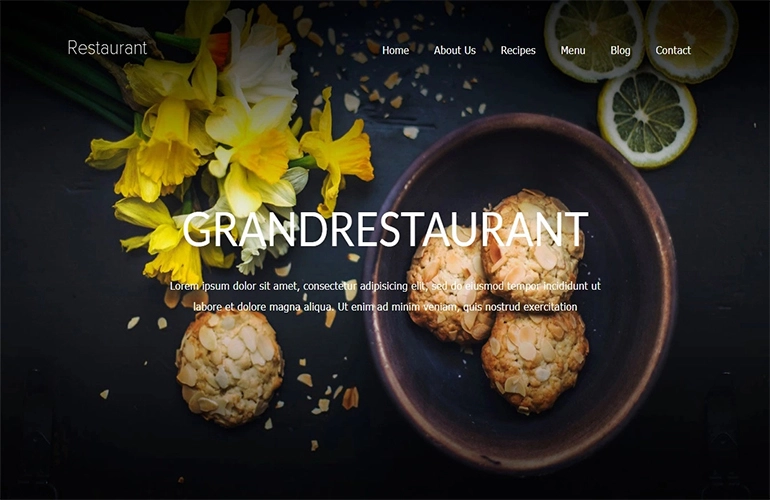 Restaurant
Home About Us Recipes Menu Blog Contact
GRANDRESTAURANT
Lorem ipsum dolor sit amet, consectetur adipisicing elit, sed do eiusmod tempor incididunt ut
labore et dolore magna aliqua. Ut enim ad minim veniam, quis nostrud exercitation